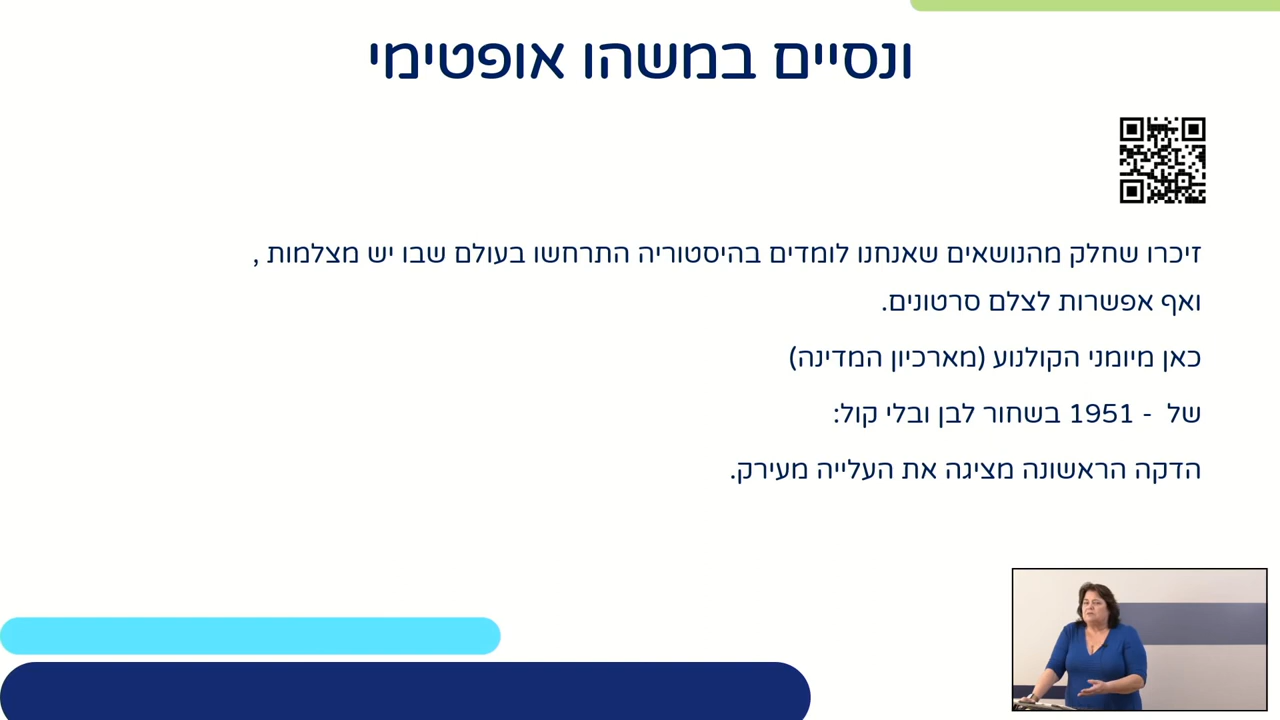 ונסיים במשהו אופטימי
זיכרו שחלק מהנושאים שאנחנו לומדים בהיסטוריה התרחשו בעולם שבו יש מצלמות ,
ואף אפשרות לצלם סרטונים.
כאן מיומני הקולנוע (מארכיון המדינה)
של  - 1951 בשחור לבן ובלי קול:
הדקה הראשונה מציגה את העלייה מעירק.